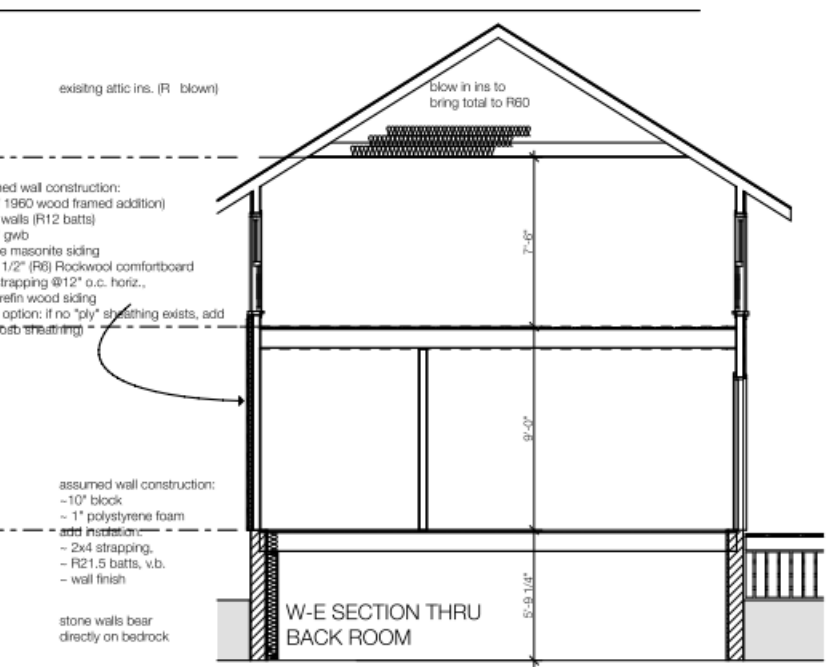 exisitng attic ins. (R   blown)
blow in ins to
bring total to R60
ned wall construction:
1960 wood framed addition)
walls (R12 batts)
gwb
e masonite siding
1/2" (R6) Rockwool comfortboard
trapping @12" o.c. horiz.,
refin wood siding
option: if no "ply" sheathing exists, add
osb sheathing)
7'-6"
9'-0"
assumed wall construction:
~10" block
~ 1" polystyrene foam
add insulation:
~ 2x4 strapping,
~ R21.5 batts, v.b.
~ wall finish
5'-9 1/4"
W-E SECTION THRU
BACK ROOM
stone walls bear
directly on bedrock